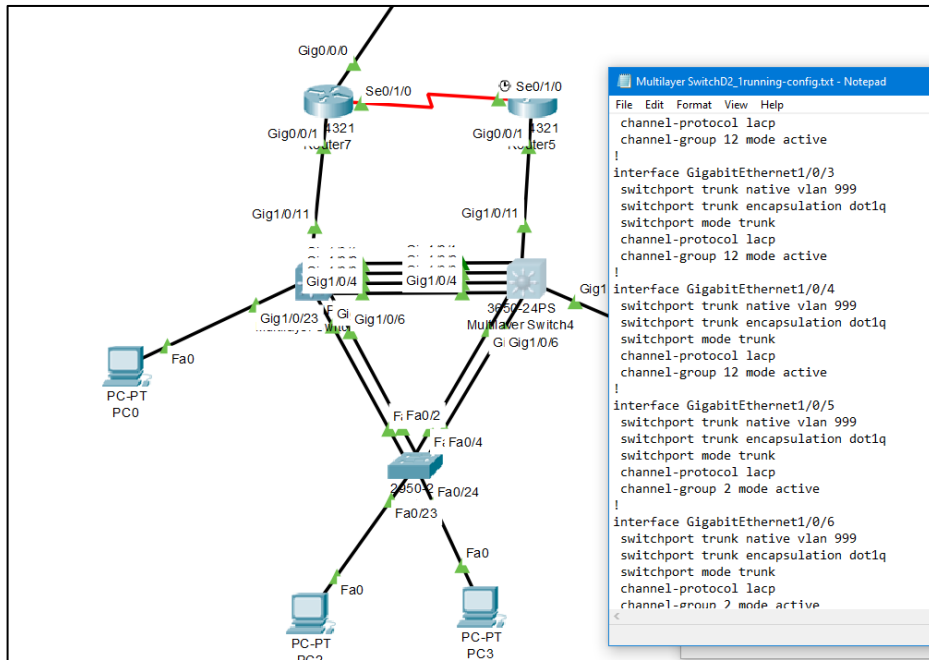 Gig0/0/0
Se0/1/0
Se0/1/0
4321
Router7
4321
Router5
Gig0/0/1
Gig0/0/1
Gig1/0/11
Gig1/0/11
Gig1/0/4
Gig1/0/4
Gig1/0/23
Gig1/0/6
3650-24PS
Multilayer Switch4
Gig1/0/6
Gig1
Fa0
PC-PT
PC0
Fa0/2
Fa0/4
Fa0/24
Fa0/23
Fa0
Fa0
PC-PT
PC-PT
PC3
Multilayer SwitchD2_1running-config.txt - Notepad
File Edit Format View Help
channel-protocol lacp
channel-group 12 mode active
!
interface GigabitEthernet1/0/3
switchport trunk native vlan 999
switchport trunk encapsulation dot1q
switchport mode trunk
channel-protocol lacp
channel-group 12 mode active
!
interface GigabitEthernet1/0/4
switchport trunk native vlan 999
switchport trunk encapsulation dot1q
switchport mode trunk
channel-protocol lacp
channel-group 12 mode active
!
interface GigabitEthernet1/0/5
switchport trunk native vlan 999
switchport trunk encapsulation dot1q
switchport mode trunk
channel-protocol lacp
channel-group 2 mode active
!
interface GigabitEthernet1/0/6
switchport trunk native vlan 999
switchport trunk encapsulation dot1q
switchport mode trunk
channel-protocol lacp
channel-group 2 mode active